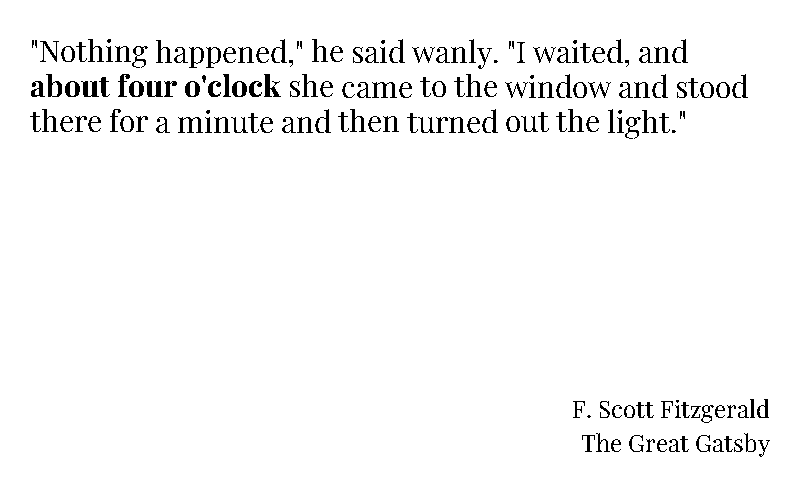 "Nothing happened," he said wanly. "I waited, and
about four o'clock she came to the window and stood
there for a minute and then turned out the light."
F. Scott Fitzgerald
The Great Gatsby